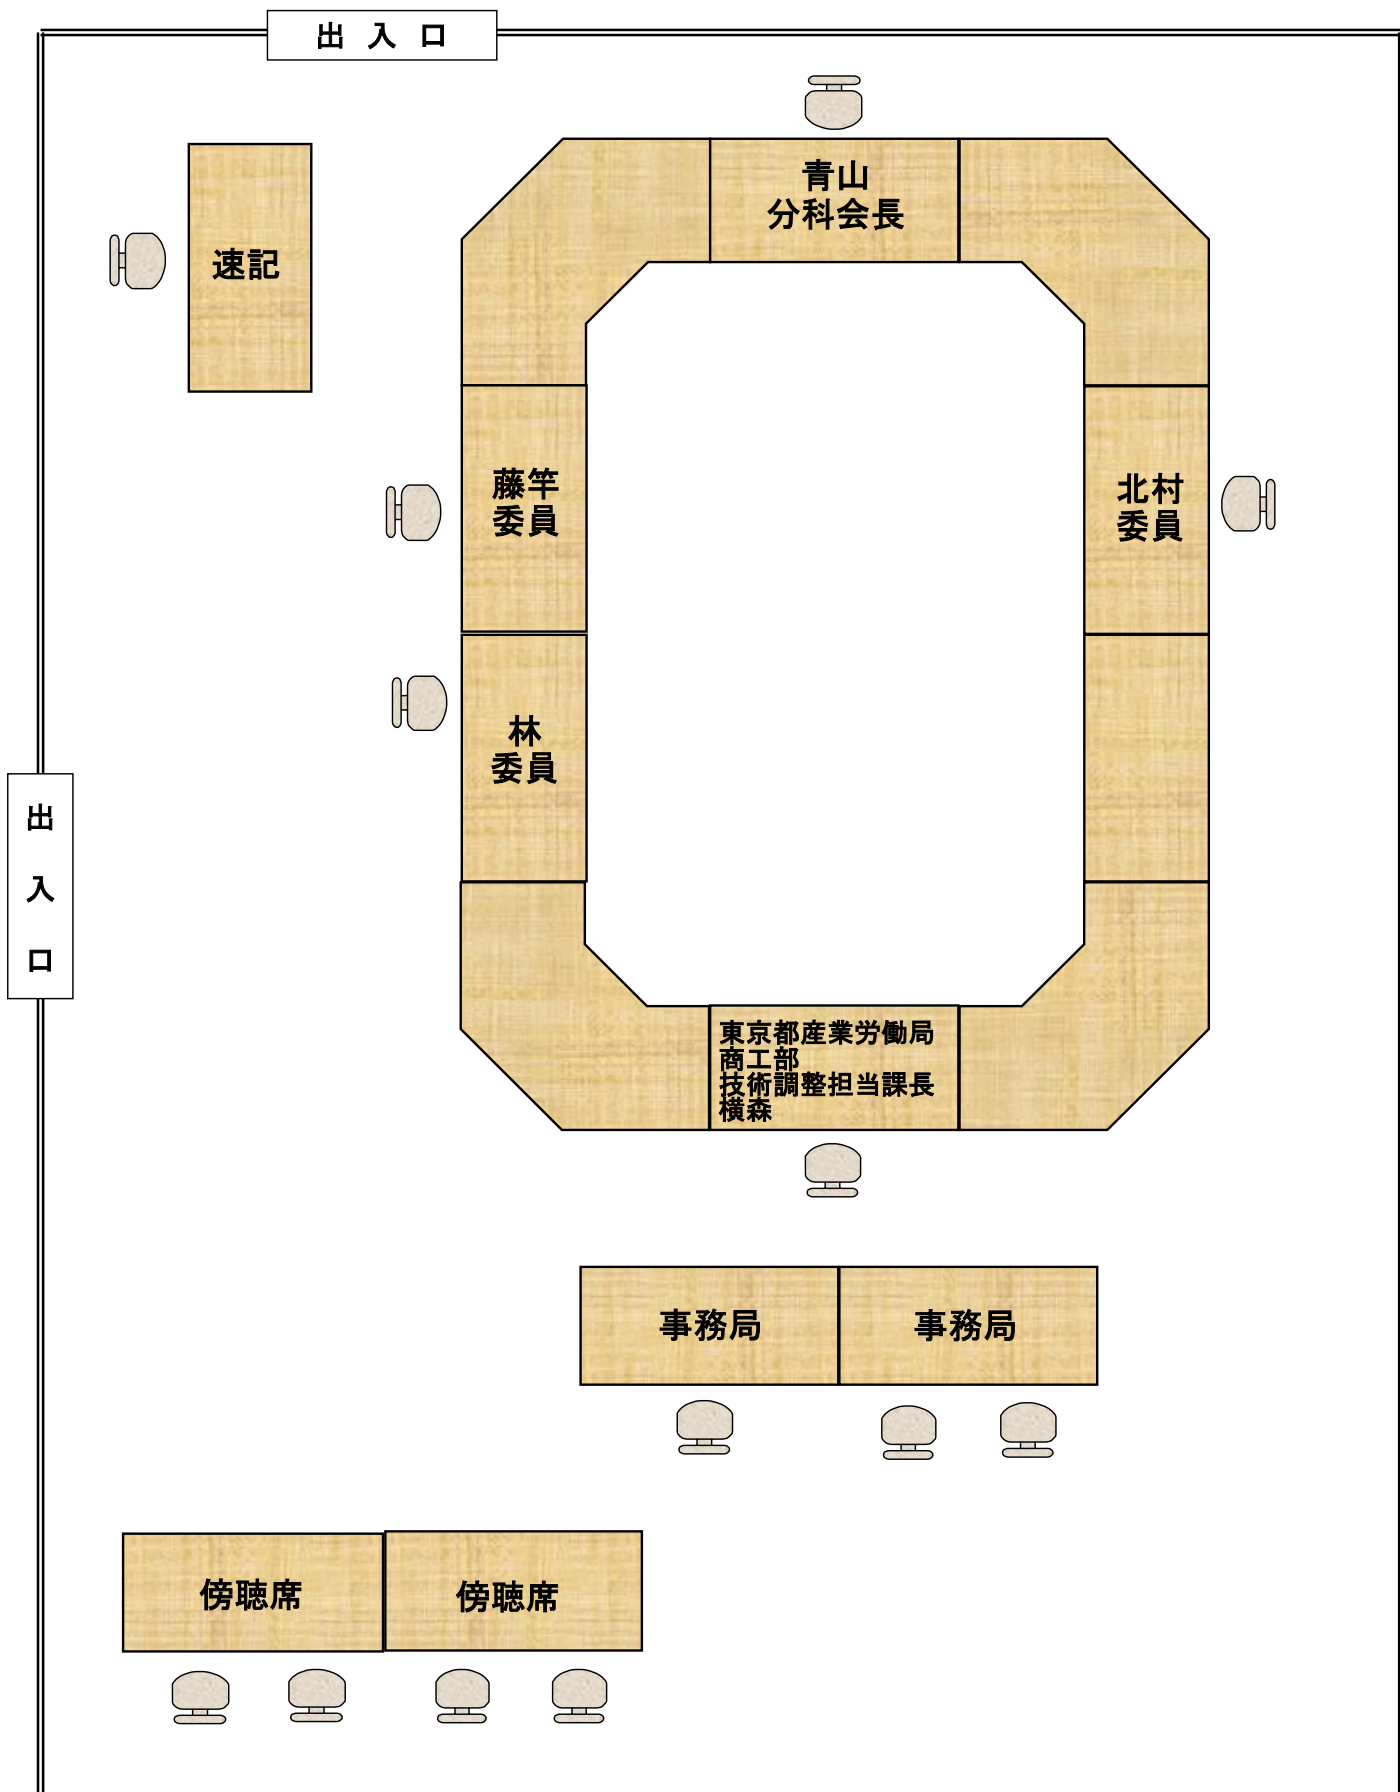 出入口
青山
分科会長
速記
藤竿
委員
北村
委員
林
委員
出
入
口
東京都産業労働局
商工部
技術調整担当課長
横森
事務局
事務局
傍聴席
傍聴席